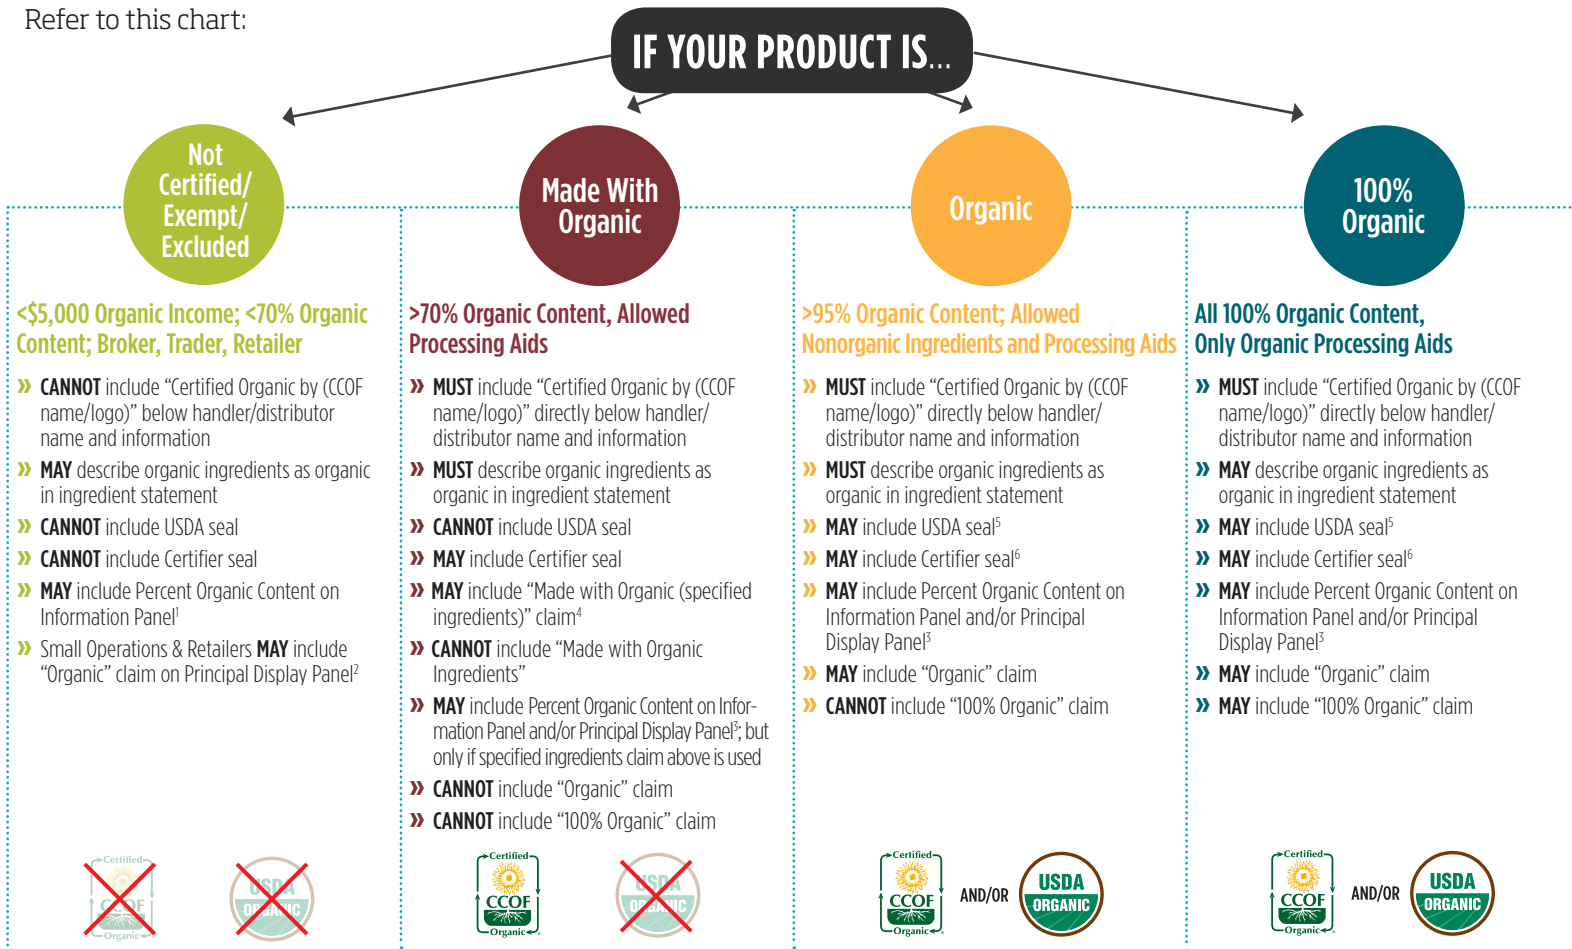 Refer to this chart:
IF YOUR PRODUCT IS...
Not
Certified/
Exempt/
Excluded
<$5,000 Organic Income; <70% Organic
Content; Broker, Trader, Retailer
» CANNOT include “Certified Organic by (CCOF
name/logo)” below handler/distributor
name and information
» MAY describe organic ingredients as organic
in ingredient statement
» CANNOT include USDA seal
» CANNOT include Certifier seal
» MAY include Percent Organic Content on
Information Panel¹
» Small Operations & Retailers MAY include
“Organic” claim on Principal Display Panel²
Certified
CCOF
Organic
USDA
ORGANIC
Made With
Organic
>70% Organic Content, Allowed
Processing Aids
» MUST include “Certified Organic by (CCOF
name/logo)” directly below handler/
distributor name and information
» MUST describe organic ingredients as
organic in ingredient statement
» CANNOT include USDA seal
» MAY include Certifier seal
» MAY include “Made with Organic (specified
ingredients)” claim⁴
» CANNOT include “Made with Organic
Ingredients”
» MAY include Percent Organic Content on Infor-
mation Panel and/or Principal Display Panel³; but
only if specified ingredients claim above is used
» CANNOT include “Organic” claim
» CANNOT include “100% Organic” claim
Certified
CCOF
Organic
USDA
ORGANIC
Organic
>95% Organic Content; Allowed
Nonorganic Ingredients and Processing Aids
» MUST include “Certified Organic by (CCOF
name/logo)” directly below handler/
distributor name and information
» MUST describe organic ingredients as
organic in ingredient statement
» MAY include USDA seal⁵
» MAY include Certifier seal⁶
» MAY include Percent Organic Content on
Information Panel and/or Principal
Display Panel³
» MAY include “Organic” claim
» CANNOT include “100% Organic” claim
Certified
CCOF
Organic
AND/OR
USDA
ORGANIC
100%
Organic
All 100% Organic Content,
Only Organic Processing Aids
» MUST include “Certified Organic by (CCOF
name/logo)” directly below handler/
distributor name and information
» MAY describe organic ingredients as
organic in ingredient statement
» MAY include USDA seal⁵
» MAY include Certifier seal⁶
» MAY include Percent Organic Content on
Information Panel and/or Principal
Display Panel³
» MAY include “Organic” claim
» MAY include “100% Organic” claim
Certified
CCOF
Organic
AND/OR
USDA
ORGANIC